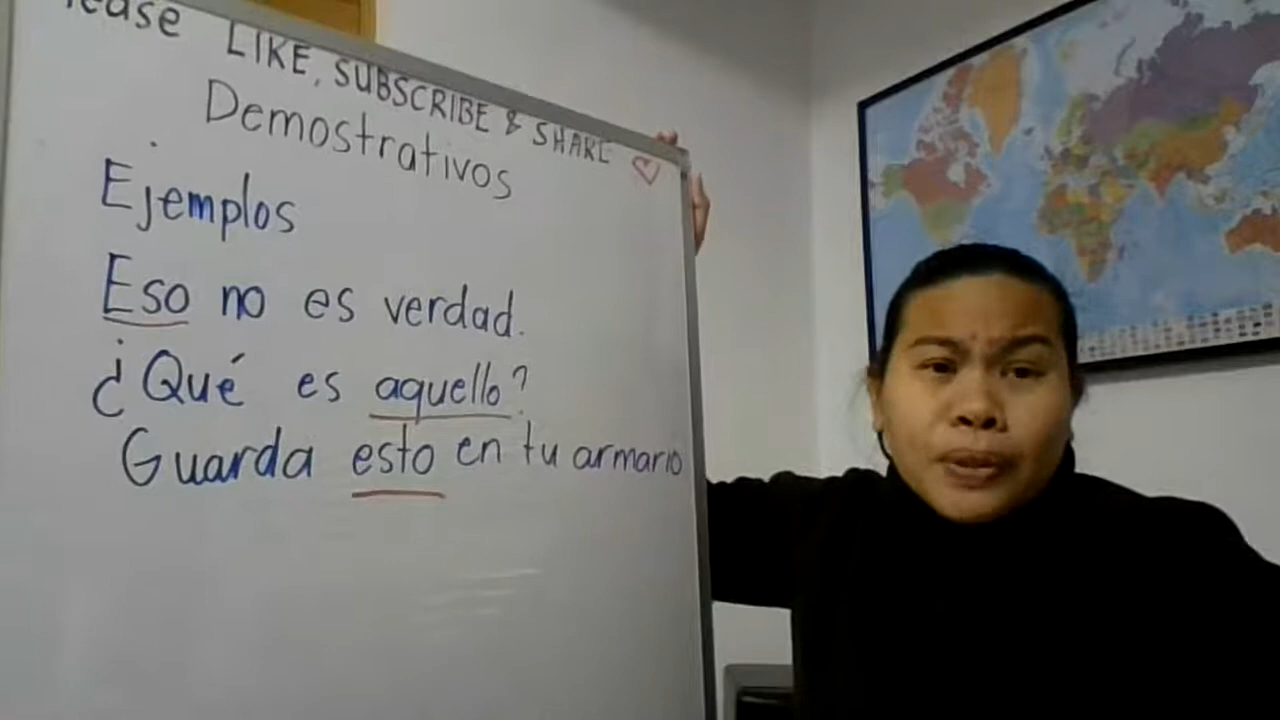 LIKE, SUBSCRIBE & SHARE
Demostrativos
Ejemplos
Eso no es verdad.
¿Qué es aquello?
Guarda esto en tu armario